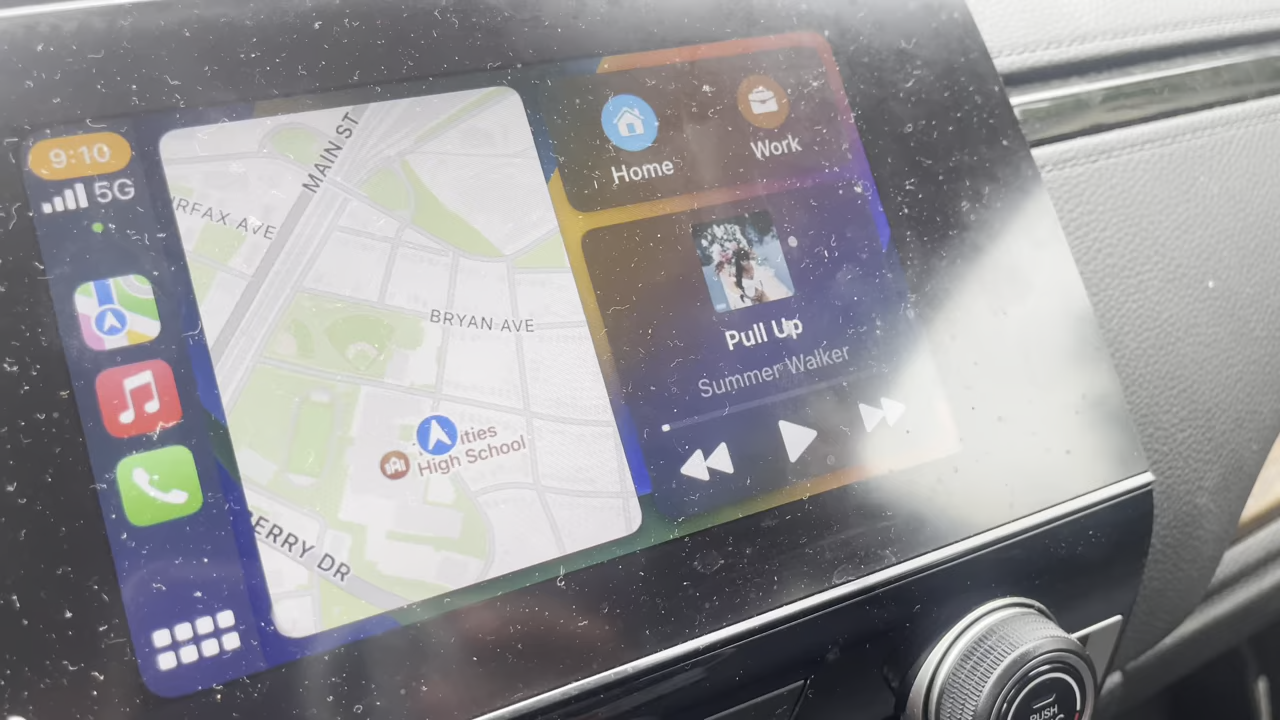 9:10
5G
MAIN ST
RFAX AVE
BRYAN AVE
ities
High School
ERRY DR
Home
Work
Pull Up
Summer Walker
PUSH